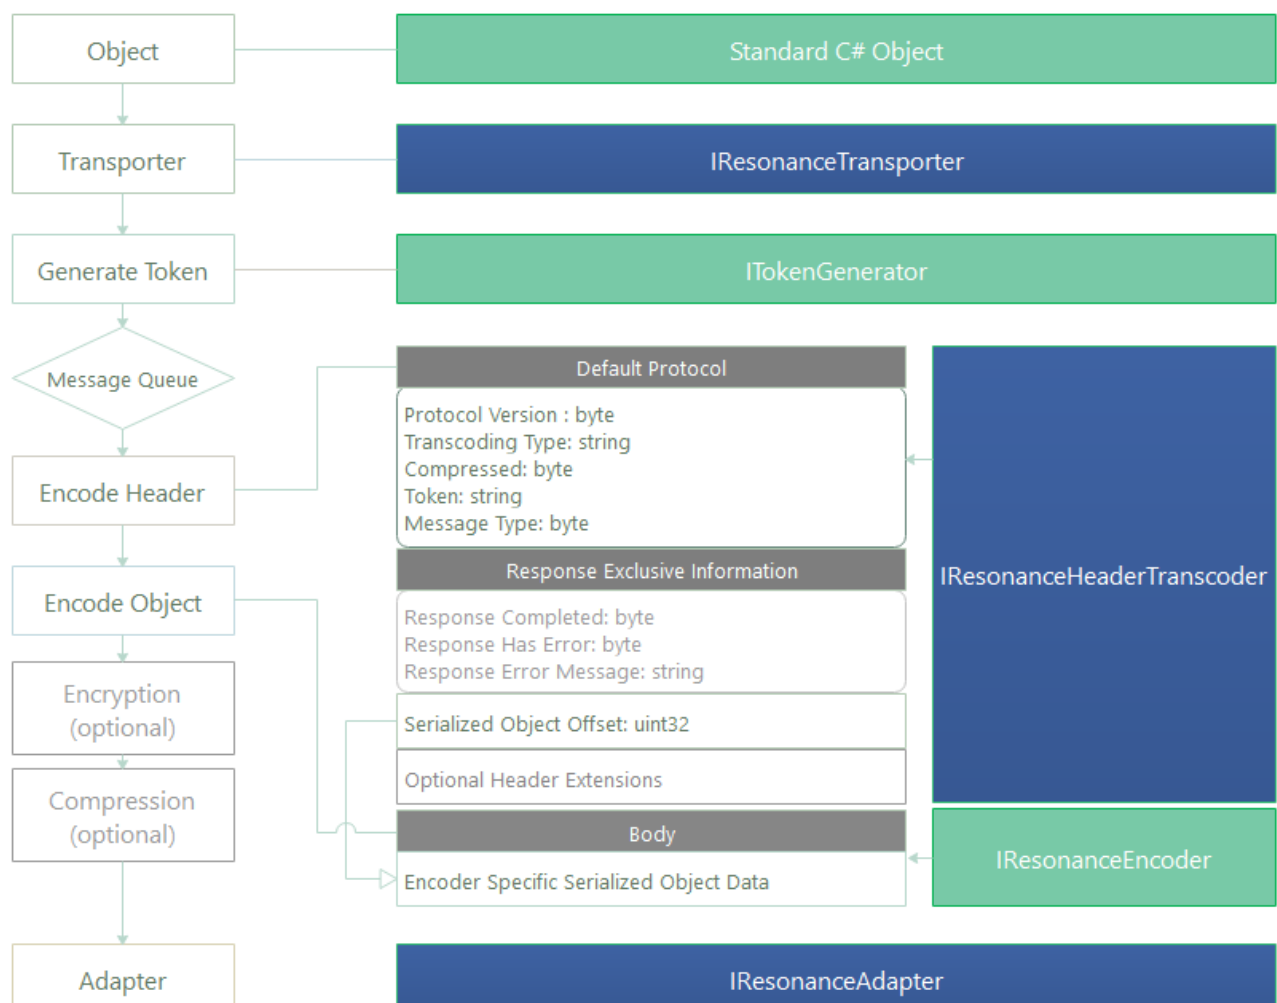 Object
Standard C# Object
Transporter
IResonanceTransporter
Generate Token
ITokenGenerator
Message Queue
Encode Header
Encode Object
Encryption
(optional)
Compression
(optional)
Adapter
Default Protocol
Protocol Version : byte
Transcoding Type: string
Compressed: byte
Token: string
Message Type: byte
Response Exclusive Information
Response Completed: byte
Response Has Error: byte
Response Error Message: string
Serialized Object Offset: uint32
Optional Header Extensions
Body
Encoder Specific Serialized Object Data
IResonanceHeaderTranscoder
IResonanceEncoder
IResonanceAdapter